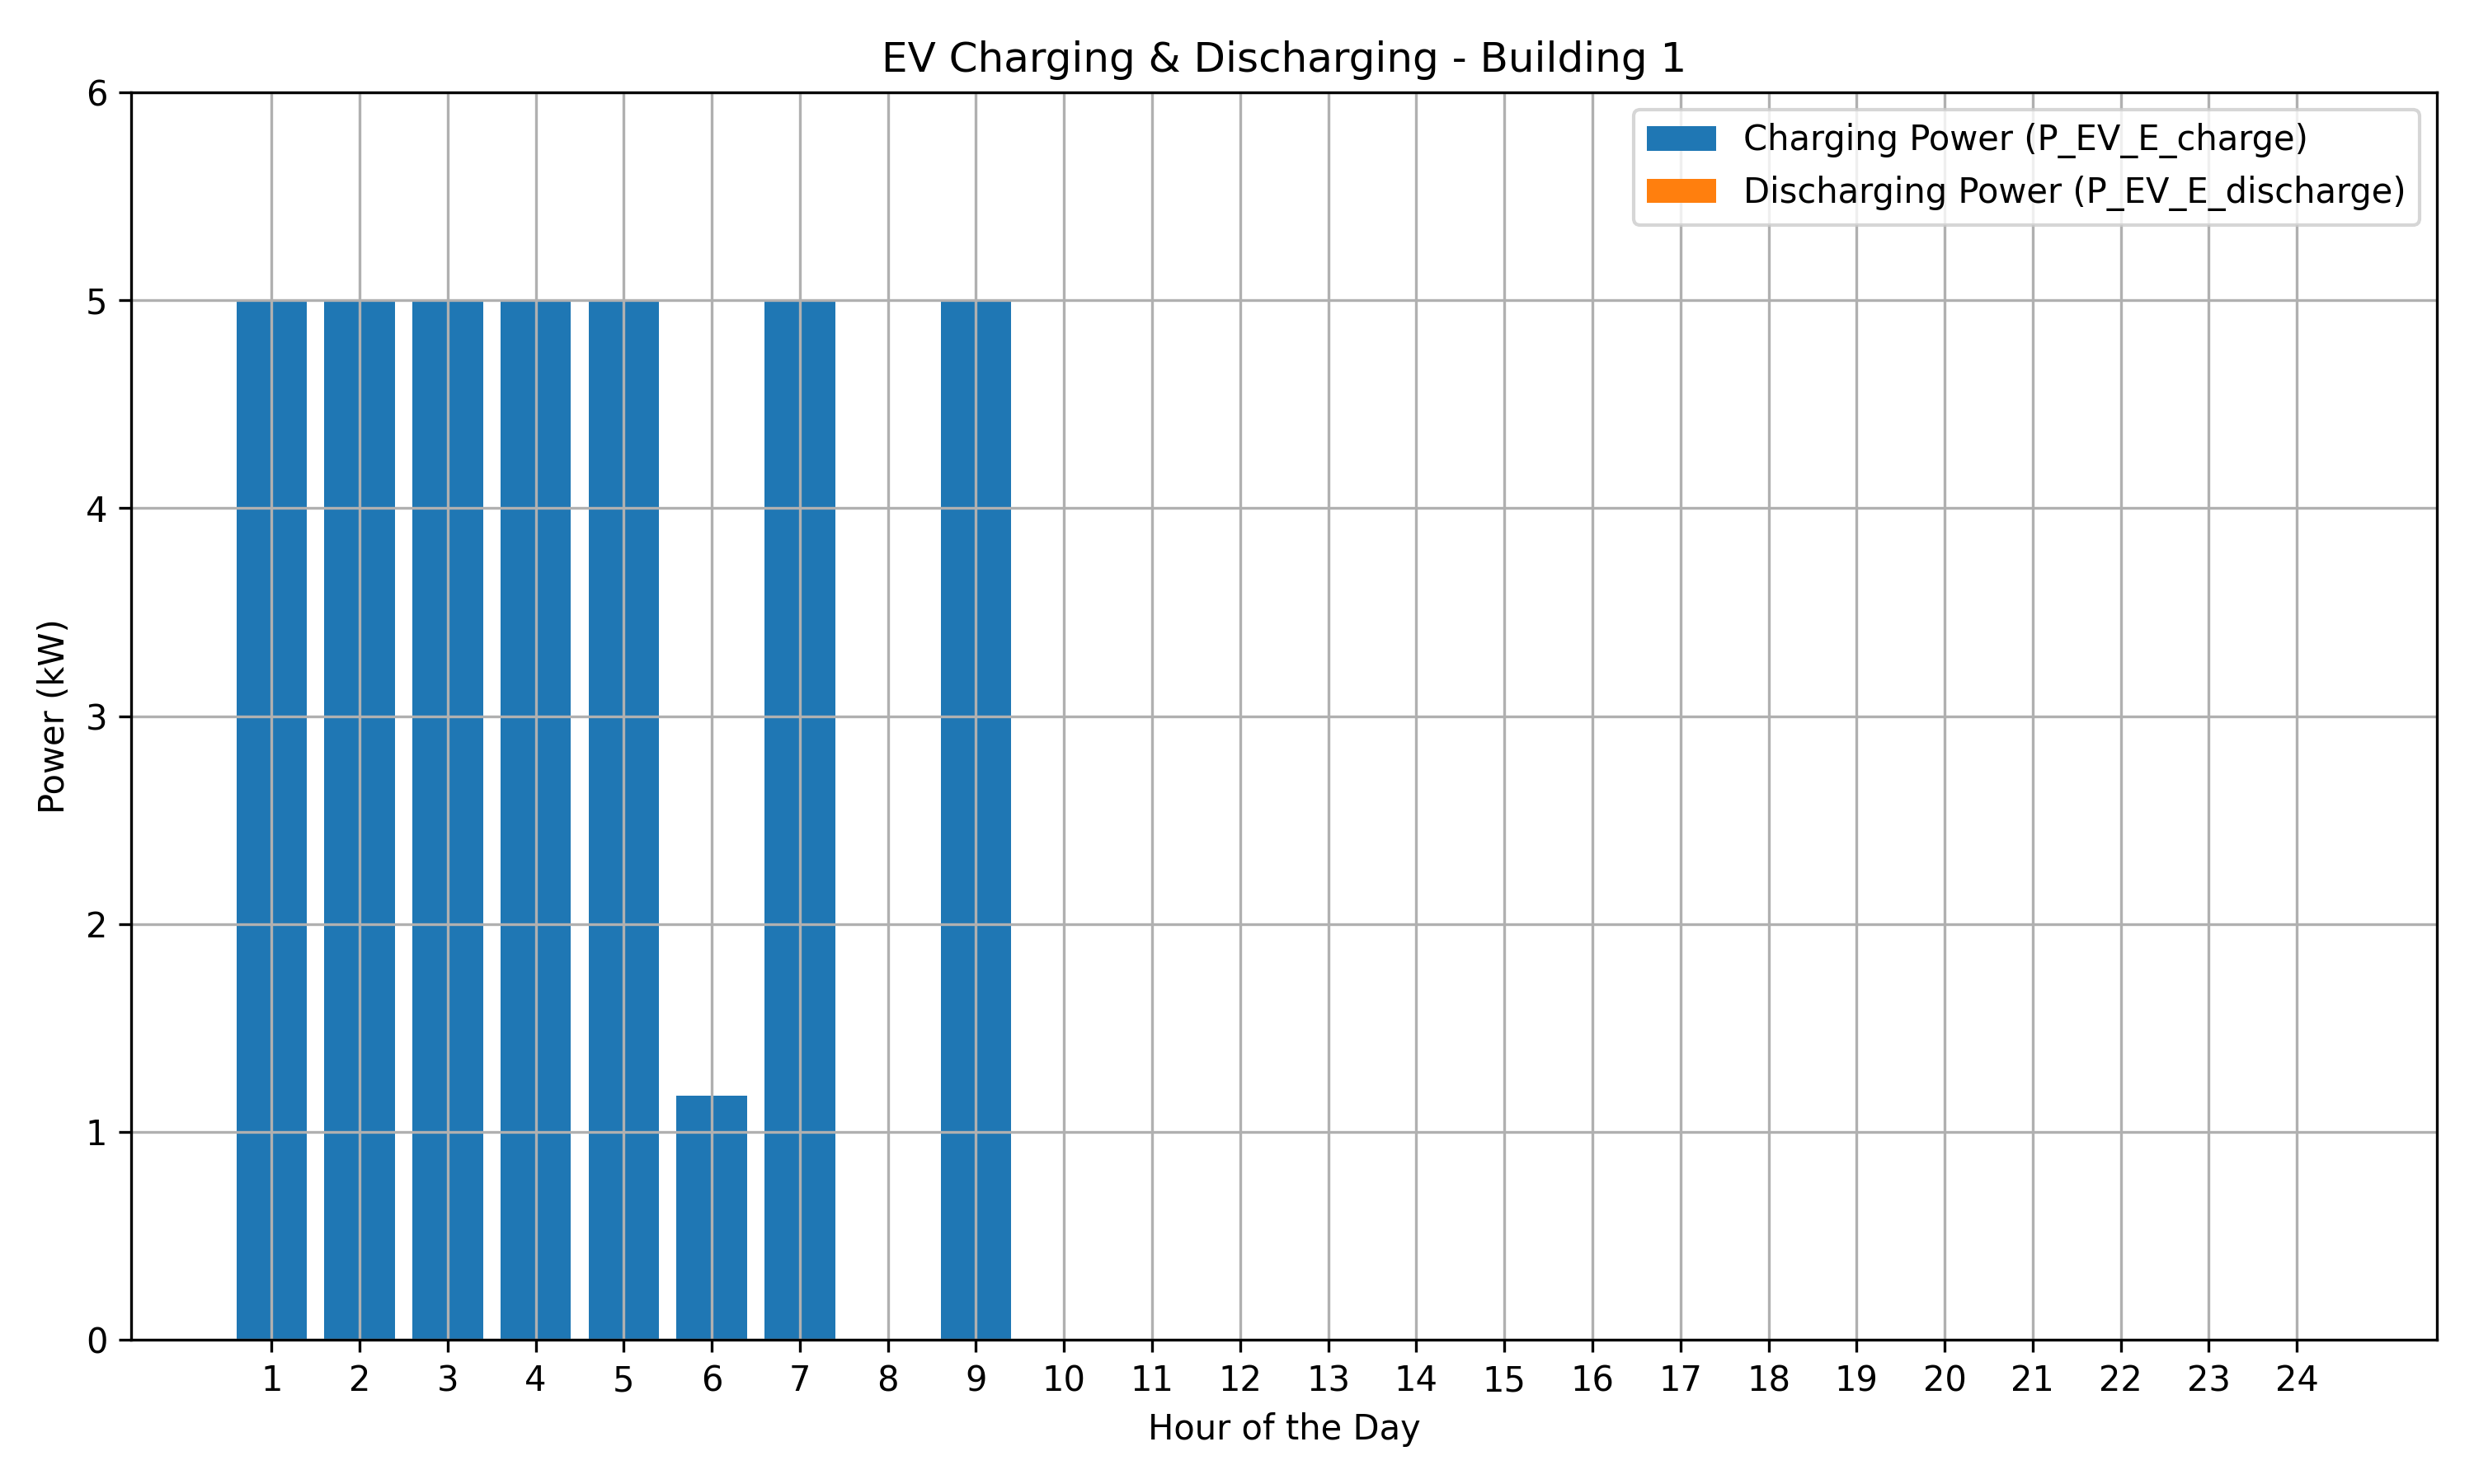 EV Charging & Discharging - Building 1
Charging Power (P_EV_E_charge)
Discharging Power (P_EV_E_discharge)
6
5
4
3
2
1
0
Power (kW)
1 2 3 4 5 6 7 8 9 10 11 12 13 14 15 16 17 18 19 20 21 22 23 24
Hour of the Day